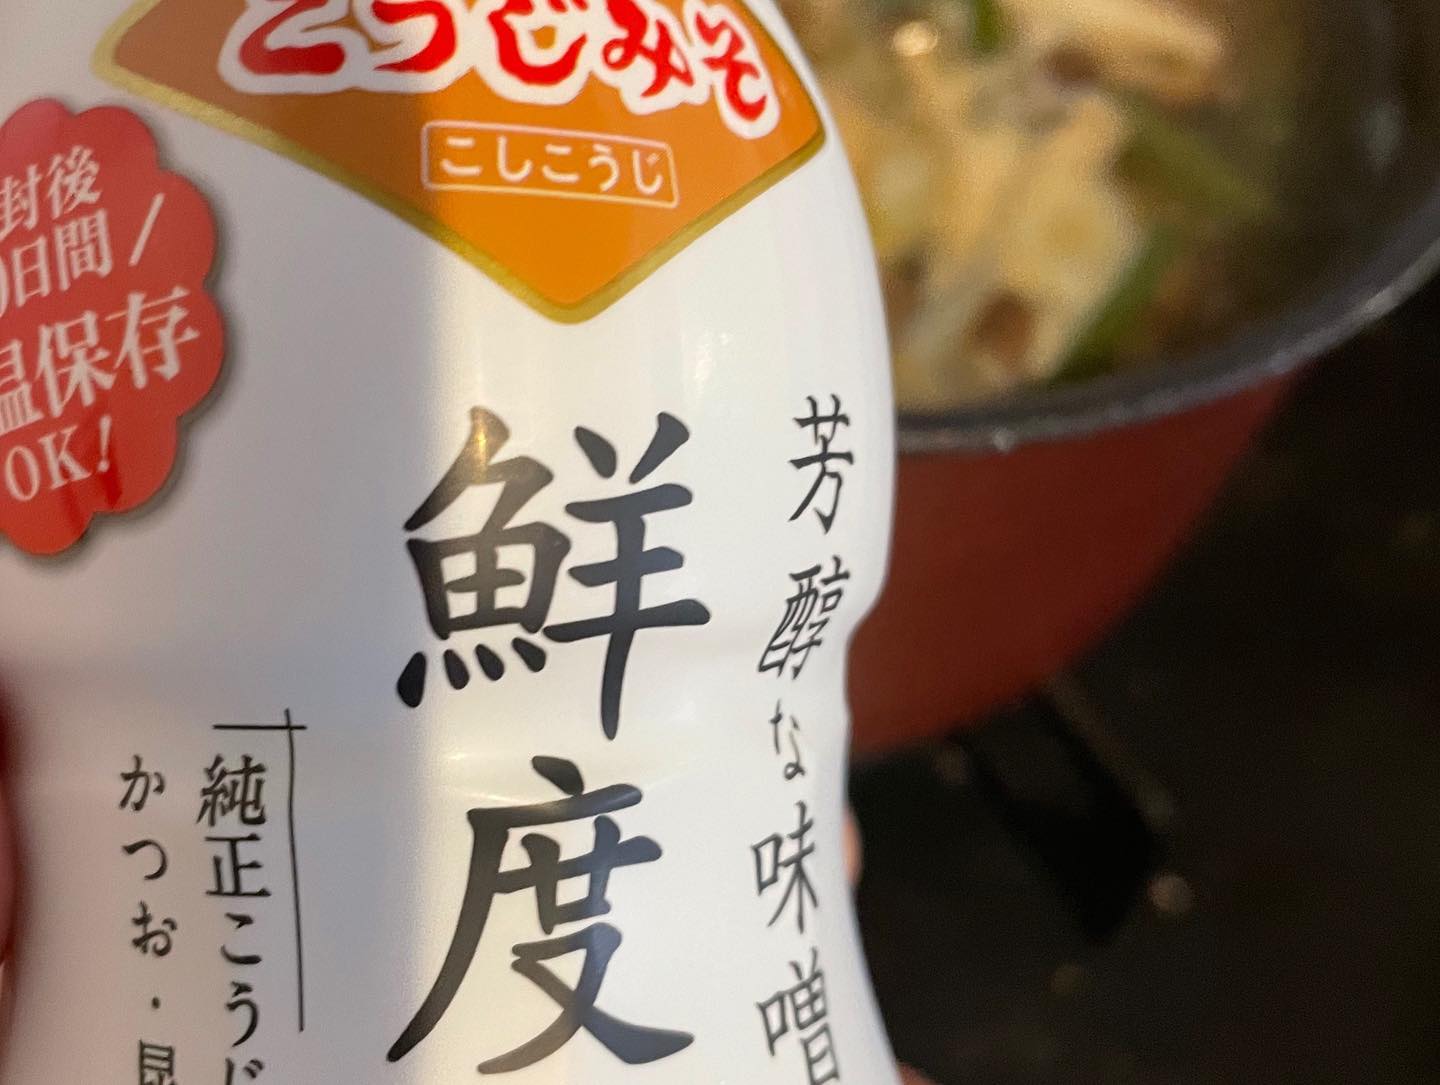 こうじみそ
こしこうじ
封後
日間
温保存
OK!
芳醇な味噌
鮮度
純正こうじ
かつお・昆